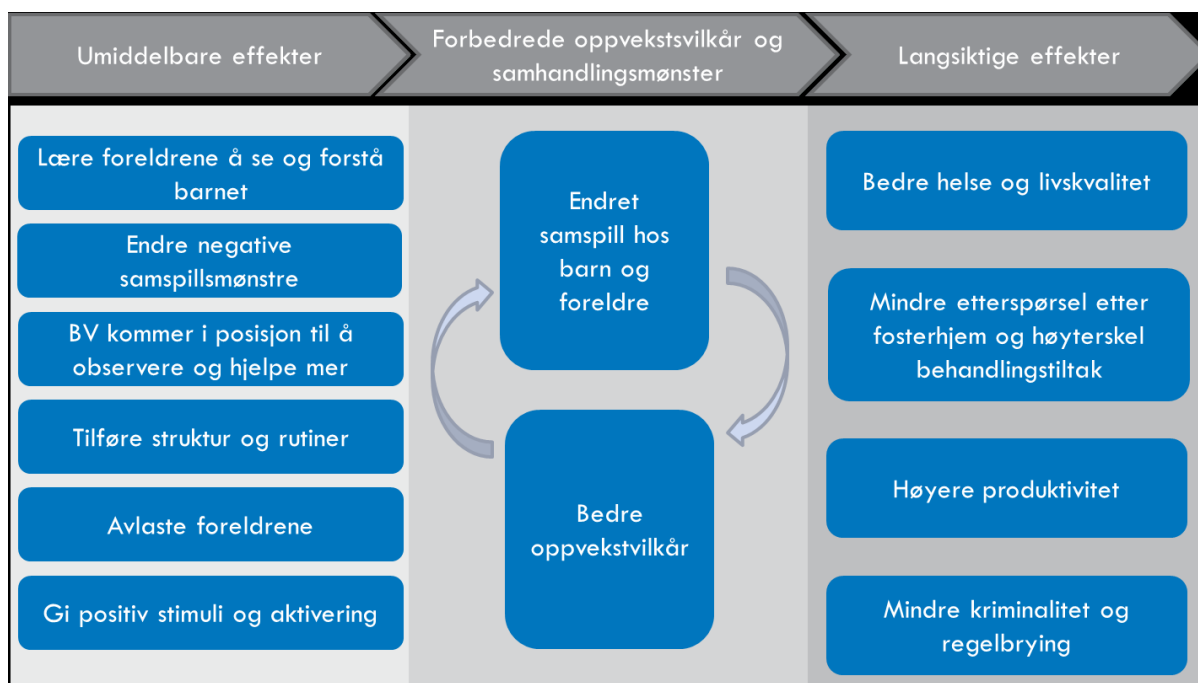 Umiddelbare effekter
Forbedrede oppvekstsvilkår og
samhandlingsmønster
Langsiktige effekter
Lære foreldrene å se og forstå
barnet
Endre negative
samspillsmønstre
BV kommer i posisjon til å
observere og hjelpe mer
Tilføre struktur og rutiner
Avlaste foreldrene
Gi positiv stimuli og aktivering
Endret
samspill hos
barn og
foreldre
Bedre
oppvekstvilkår
Bedre helse og livskvalitet
Mindre etterspørsel etter
fosterhjem og høyterskel
behandlingstiltak
Høyere produktivitet
Mindre kriminalitet og
regelbrying